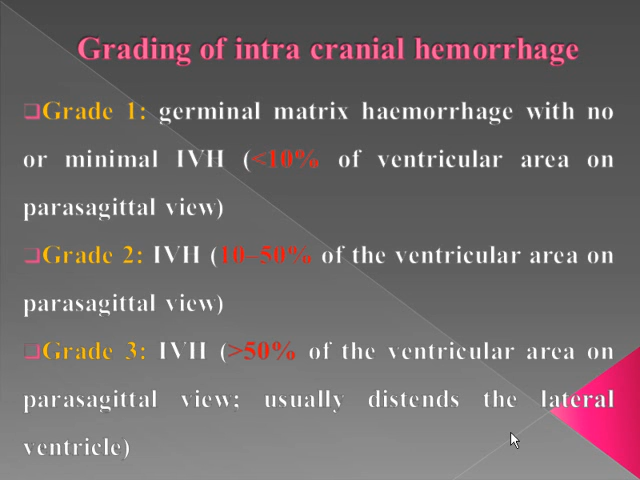 Grading of intra cranial hemorrhage
❑Grade 1: germinal matrix haemorrhage with no
or minimal IVH (<10% of ventricular area on
parasagittal view)
❑Grade 2: IVH (10–50% of the ventricular area on
parasagittal view)
❑Grade 3: IVH (>50% of the ventricular area on
parasagittal view; usually distends the lateral
ventricle)